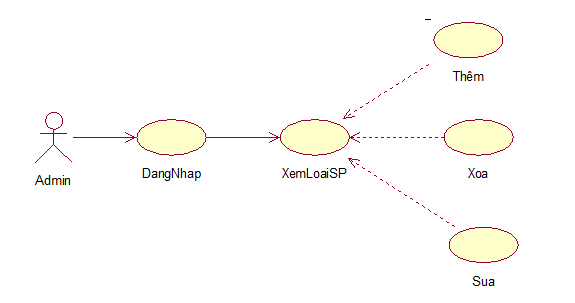 Thêm
Admin
DangNhap
XemLoaiSP
Xoa
Sua